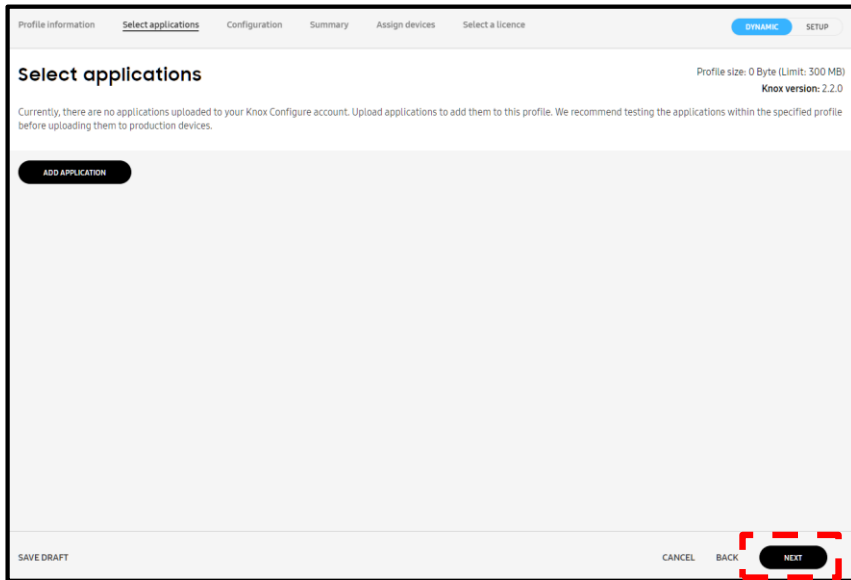 Profile information Select applications Configuration Summary Assign devices Select a licence DYNAMIC SETUP
Select applications
Profile size: 0 Byte (Limit: 300 MB)
Knox version: 2.2.0
Currently, there are no applications uploaded to your Knox Configure account. Upload applications to add them to this profile. We recommend testing the applications within the specified profile
before uploading them to production devices.
ADD APPLICATION
SAVE DRAFT CANCEL BACK NEXT